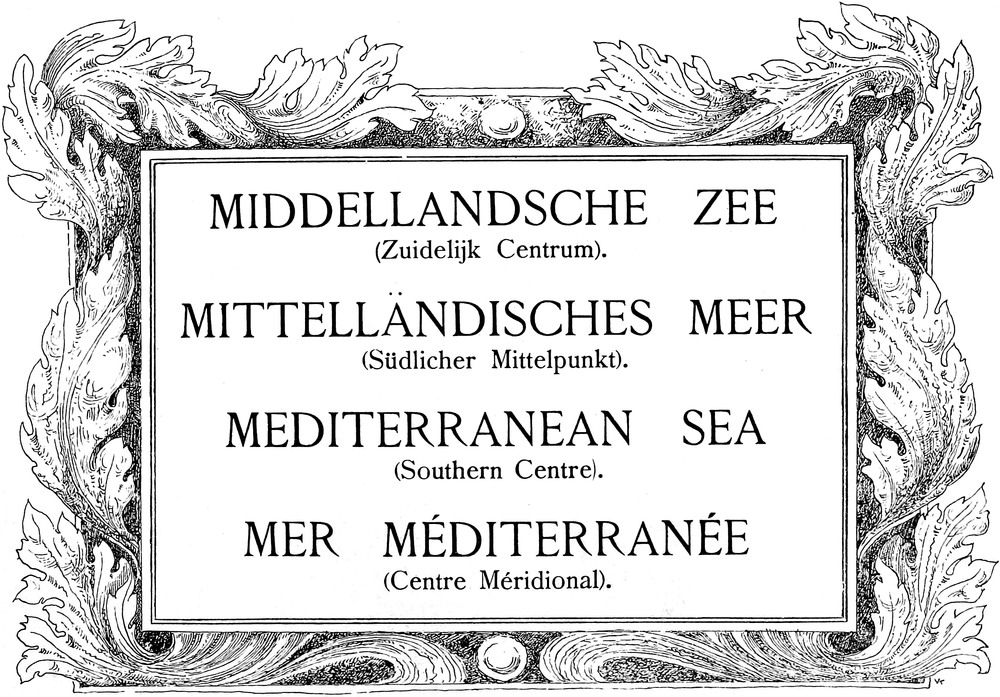 MIDDELLANDSCHE ZEE
(Zuidelijk Centrum).
MITTELLÄNDISCHES MEER
(Südlicher Mittelpunkt).
MEDITERRANEAN SEA
(Southern Centre).
MER MÉDITERRANÉE
(Centre Méridional).